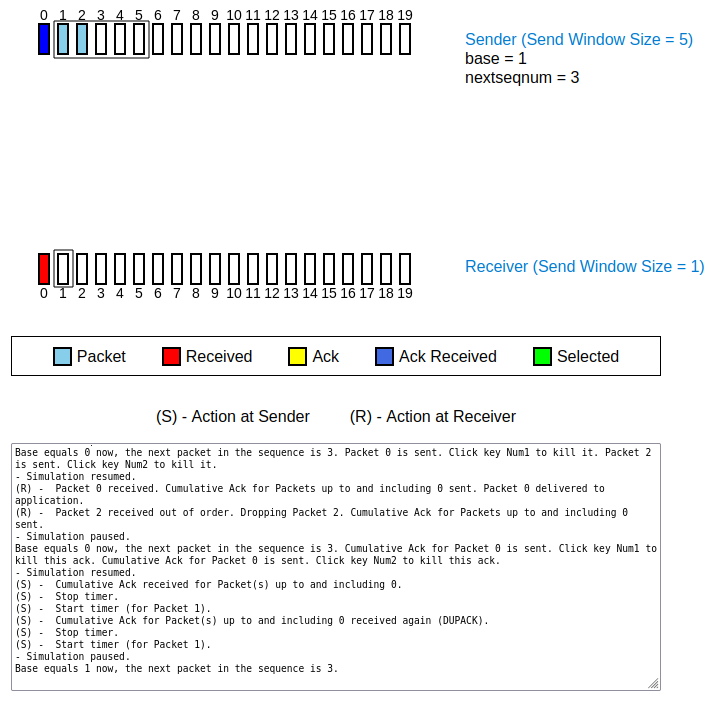 0 1 2 3 4 5 6 7 8 9 10 11 12 13 14 15 16 17 18 19
Sender (Send Window Size = 5)
base = 1
nextseqnum = 3
Receiver (Send Window Size = 1)
0 1 2 3 4 5 6 7 8 9 10 11 12 13 14 15 16 17 18 19
Packet Received Ack Ack Received Selected
(S) - Action at Sender (R) - Action at Receiver
Base equals 0 now, the next packet in the sequence is 3. Packet 0 is sent. Click key Num1 to kill it. Packet 2
is sent. Click key Num2 to kill it.
- Simulation resumed.
(R) - Packet 0 received. Cumulative Ack for Packets up to and including 0 sent. Packet 0 delivered to
application.
(R) - Packet 2 received out of order. Dropping Packet 2. Cumulative Ack for Packets up to and including 0
sent.
- Simulation paused.
Base equals 0 now, the next packet in the sequence is 3. Cumulative Ack for Packet 0 is sent. Click key Num1 to
kill this ack. Cumulative Ack for Packet 0 is sent. Click key Num2 to kill this ack.
- Simulation resumed.
(S) - Cumulative Ack received for Packet(s) up to and including 0.
(S) - Stop timer.
(S) - Start timer (for Packet 1).
(S) - Cumulative Ack for Packet(s) up to and including 0 received again (DUPACK).
(S) - Stop timer.
(S) - Start timer (for Packet 1).
- Simulation paused.
Base equals 1 now, the next packet in the sequence is 3.